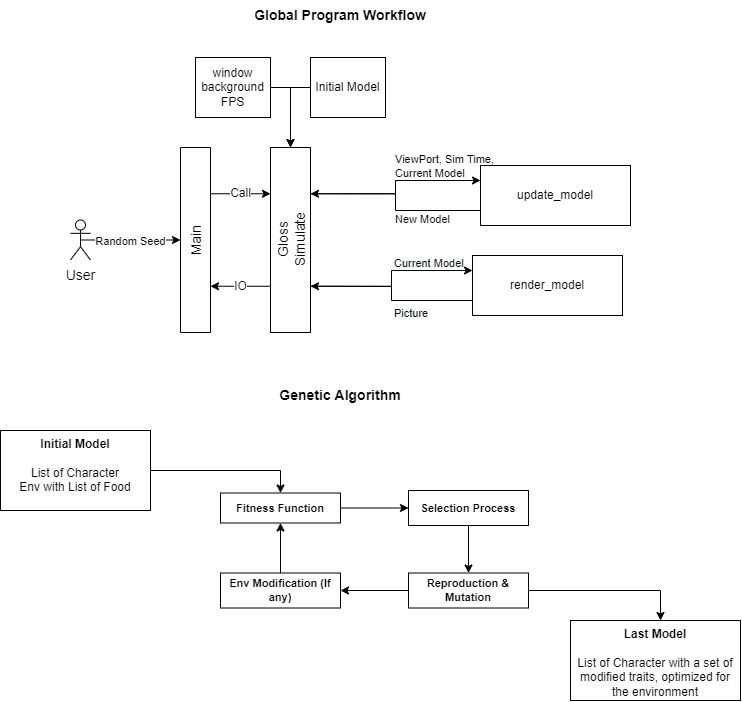 Global Program Workflow
window
background
FPS
Initial Model
ViewPort, Sim Time,
Current Model
update_model
New Model
Call
Main
Gloss
Simulate
Random Seed
User
IO
Current Model
render_model
Picture
Genetic Algorithm
Initial Model
List of Character
Env with List of Food
Fitness Function
Selection Process
Env Modification (If
any)
Reproduction &
Mutation
Last Model
List of Character with a set of
modified traits, optimized for
the environment